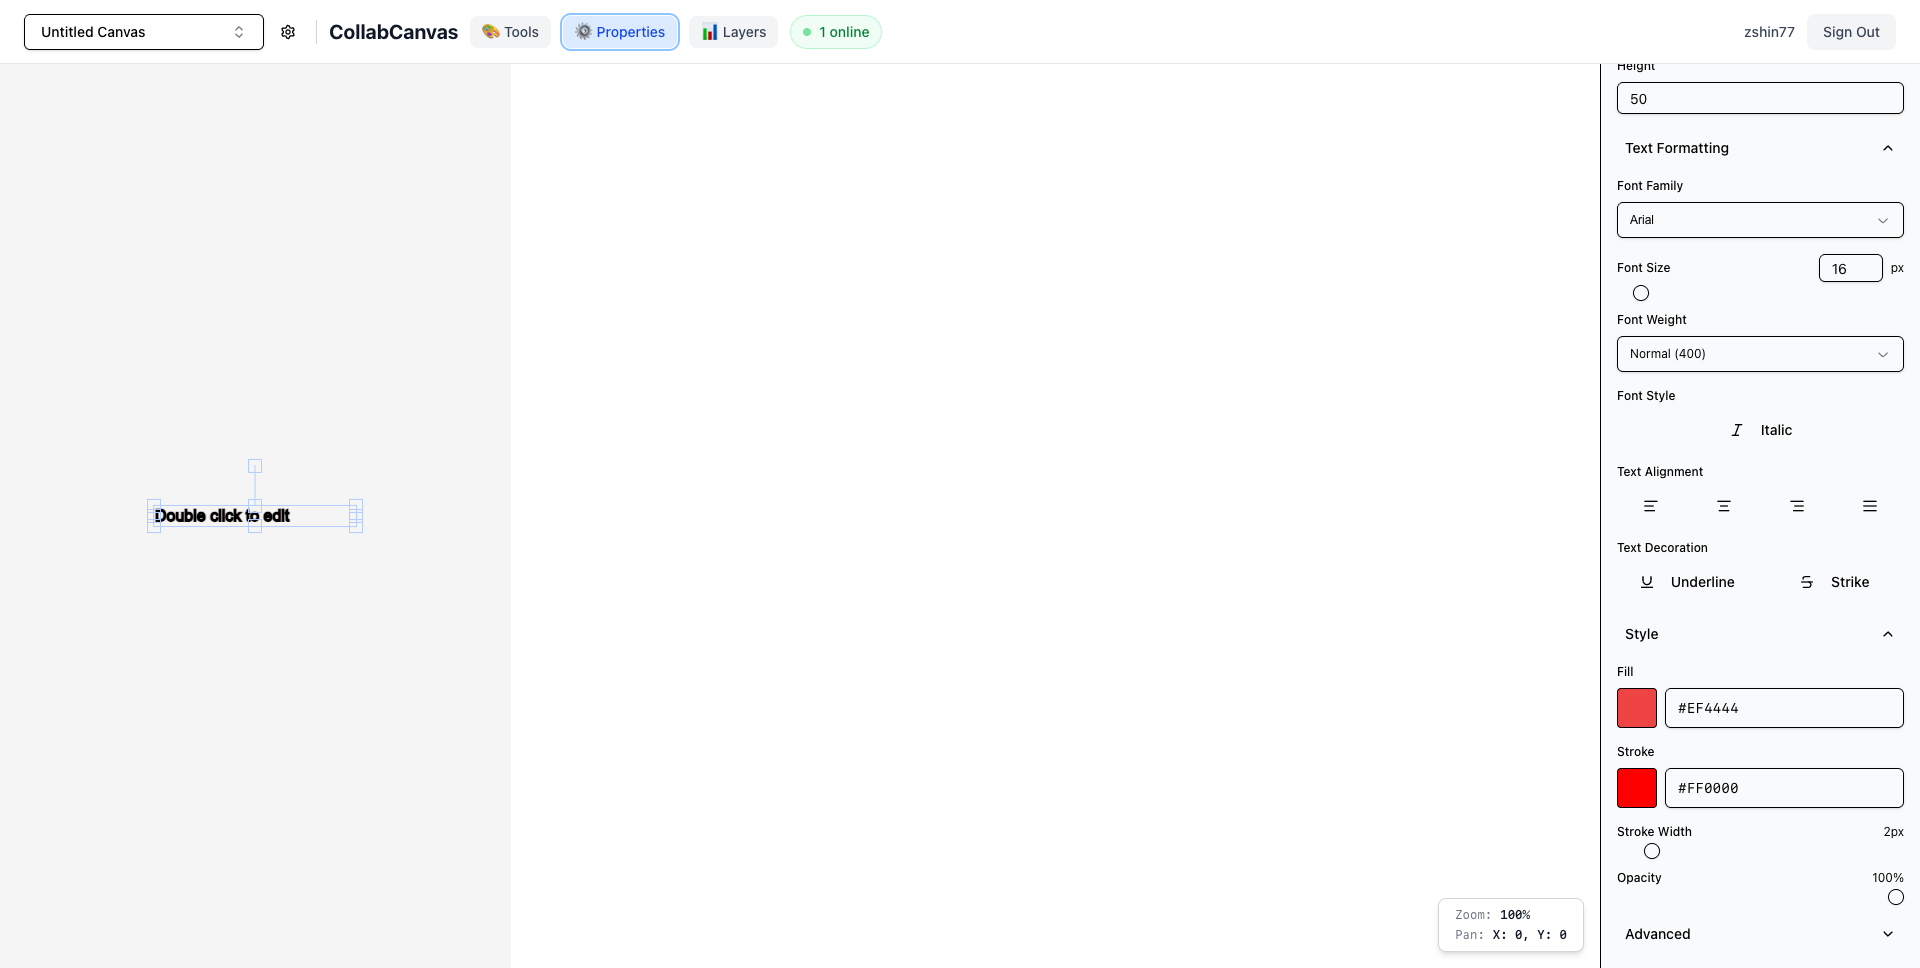 Untitled Canvas
CollabCanvas
Tools
Properties
Layers
1 online
zshin77
Sign Out
Double click to edit
Height
50
Text Formatting
Font Family
Arial
Font Size
16
px
Font Weight
Normal (400)
Font Style
Italic
Text Alignment
Text Decoration
Underline
Strike
Style
Fill
#EF4444
Stroke
#FF0000
Stroke Width
2px
Opacity
100%
Advanced
Zoom: 100%
Pan: X: 0, Y: 0